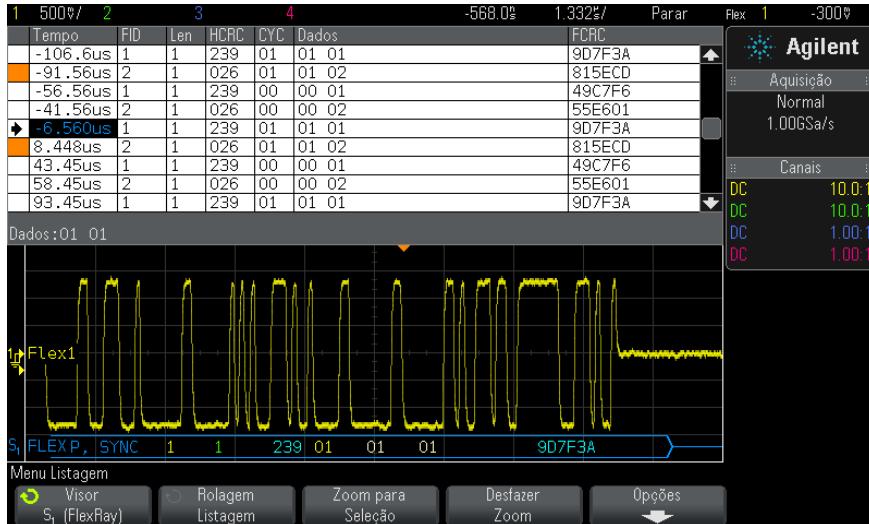 1 500♉/ 2 3 4 -568.0♉ 1.332♉/ Parar Flex 1 -300♉
Tempo FID Len HCRC CYC Dados FCRC
-106.6us 1 1 239 01 01 01 9D7F3A
-91.56us 2 1 026 01 01 02 815ECD
-56.56us 1 1 239 00 00 01 49C7F6
-41.56us 2 1 026 00 00 02 55E601
-6.560us 1 1 239 01 01 01 9D7F3A
8.448us 2 1 026 01 01 02 815ECD
43.45us 1 1 239 00 00 01 49C7F6
58.45us 2 1 026 00 00 02 55E601
93.45us 1 1 239 01 01 01 9D7F3A
Dados:01 01
Agilent
Aquisição
Normal
1.00GSa/s
Canais
DC 10.0:1
DC 10.0:1
DC 1.00:1
DC 1.00:1
Flex1
S1 FLEX P, SYNC 1 1 239 01 01 01 9D7F3A
Menu Listagem
Visor
S1 (FlexRay)
Rolagem
Listagem
Zoom para
Seleção
Desfazer
Zoom
Opções